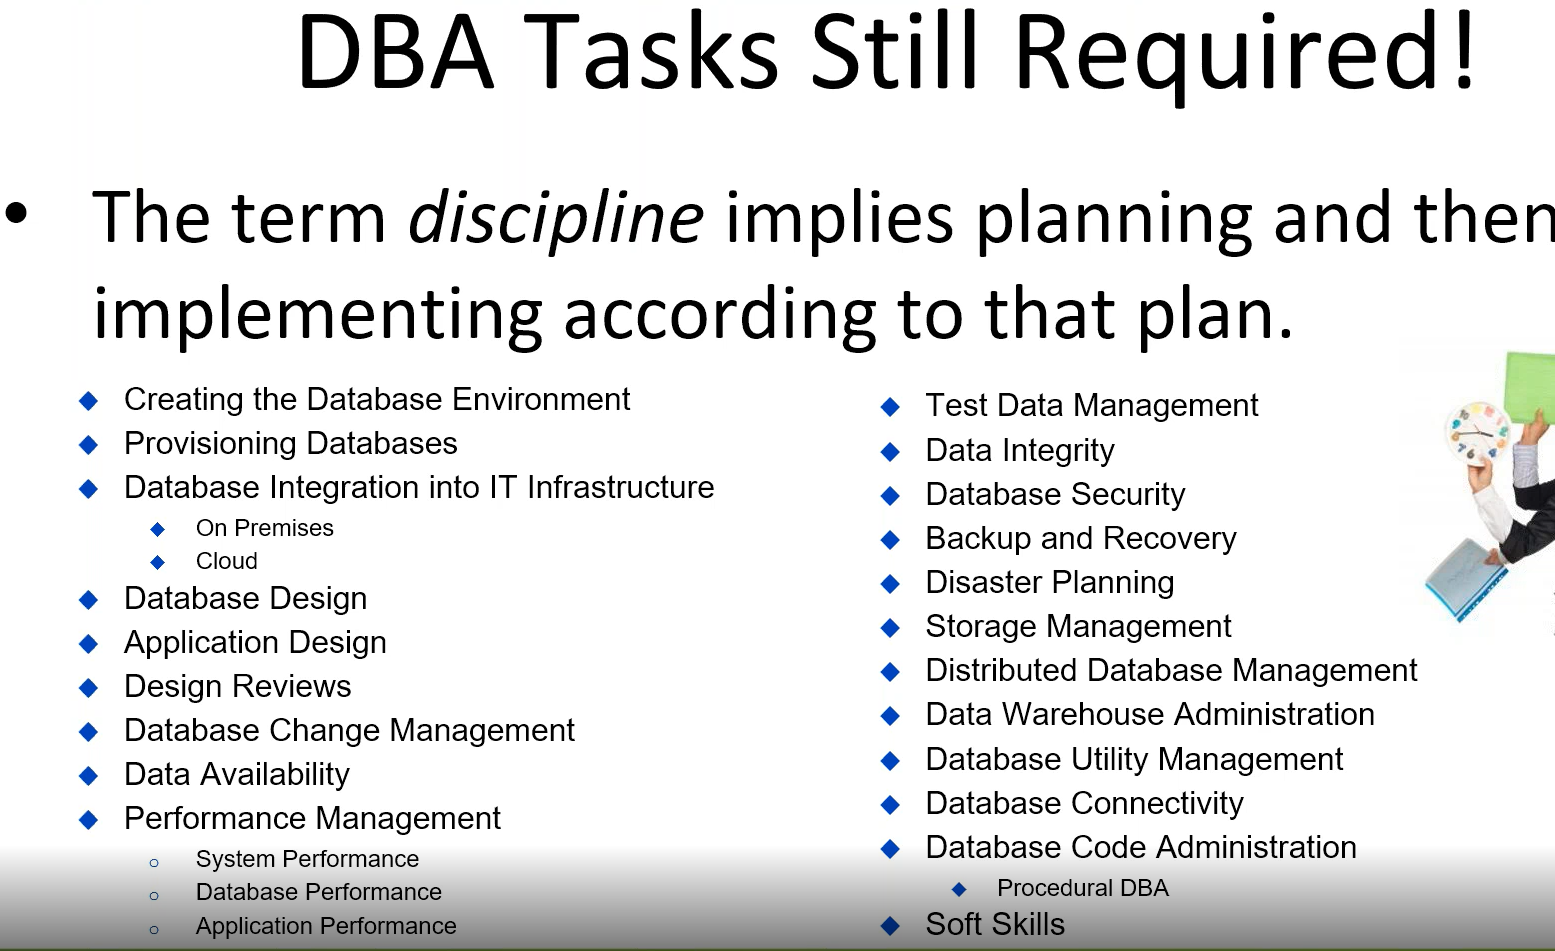 DBA Tasks Still Required!
• The term discipline implies planning and then
implementing according to that plan.
Creating the Database Environment
Provisioning Databases
Database Integration into IT Infrastructure
On Premises
Cloud
Database Design
Application Design
Design Reviews
Database Change Management
Data Availability
Performance Management
System Performance
Database Performance
Application Performance
Test Data Management
Data Integrity
Database Security
Backup and Recovery
Disaster Planning
Storage Management
Distributed Database Management
Data Warehouse Administration
Database Utility Management
Database Connectivity
Database Code Administration
Procedural DBA
Soft Skills